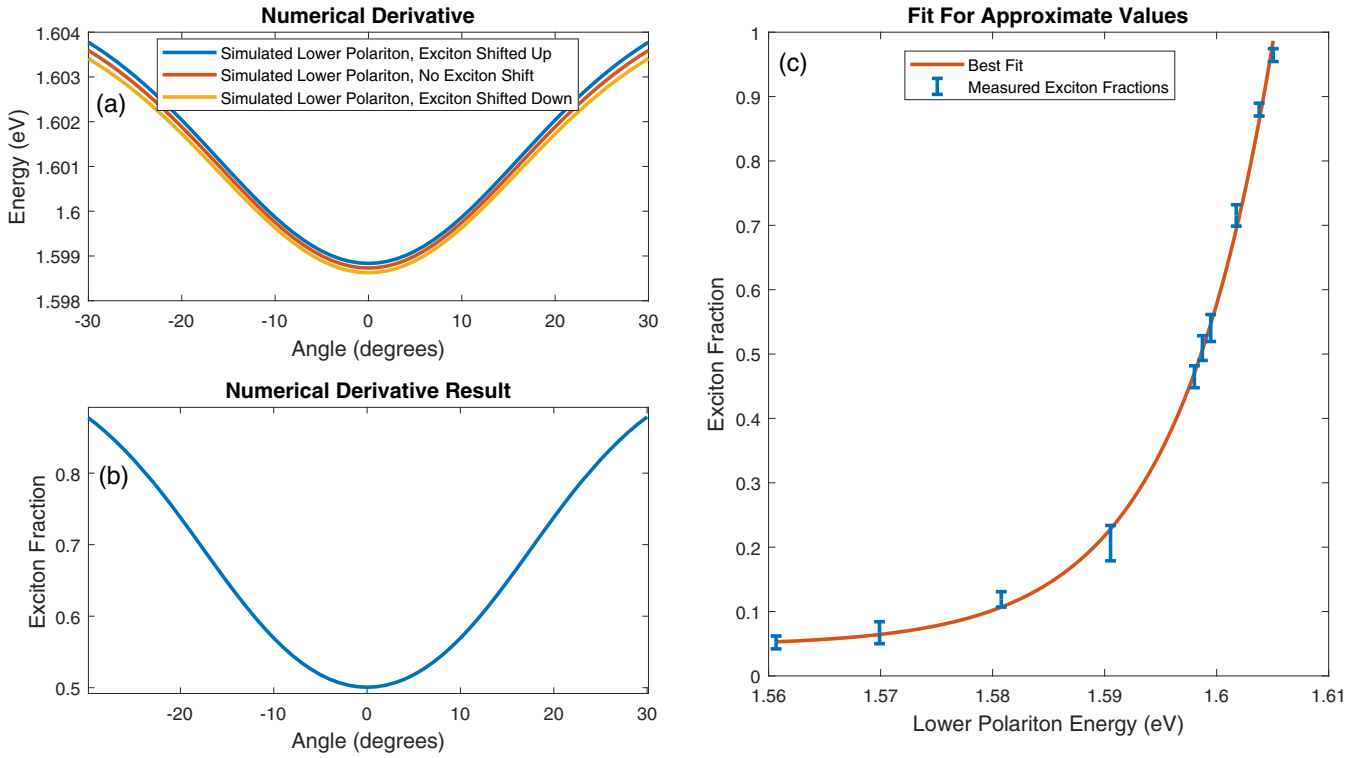 Numerical Derivative
1.604
1.603
1.602
1.601
1.6
1.599
1.598
Energy (eV)
(a)
Simulated Lower Polariton, Exciton Shifted Up
Simulated Lower Polariton, No Exciton Shift
Simulated Lower Polariton, Exciton Shifted Down
-30 -20 -10 0 10 20 30
Angle (degrees)
Numerical Derivative Result
0.8
0.7
0.6
0.5
Exciton Fraction
(b)
-20 -10 0 10 20 30
Angle (degrees)
Fit For Approximate Values
1
0.9
0.8
0.7
0.6
0.5
0.4
0.3
0.2
0.1
0
Exciton Fraction
(c)
Best Fit
Measured Exciton Fractions
1.56 1.57 1.58 1.59 1.6 1.61
Lower Polariton Energy (eV)